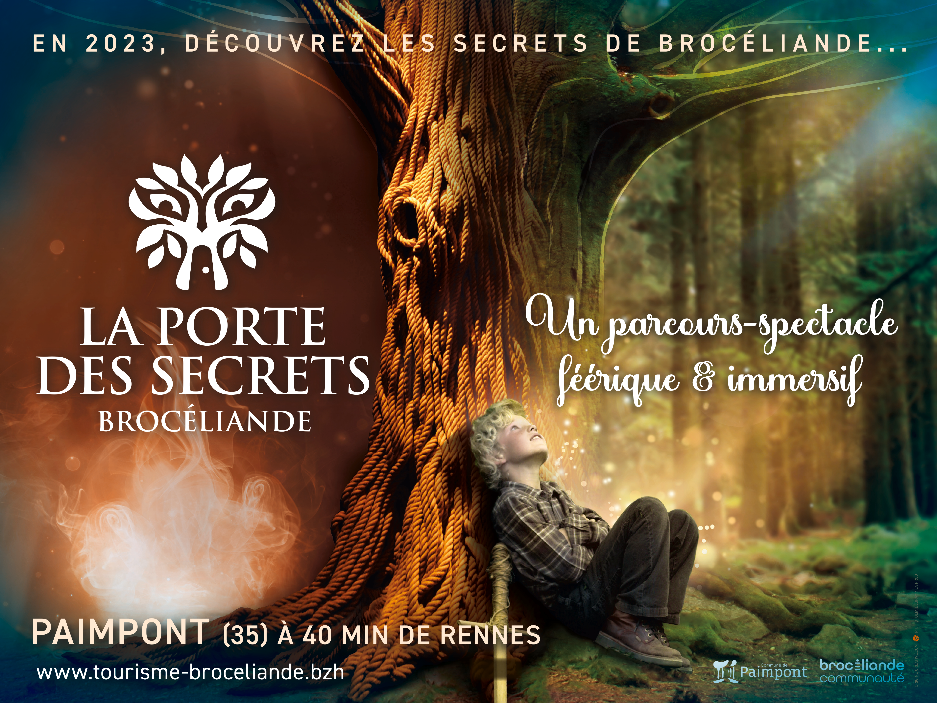 EN 2023, DÉCOUVREZ LES SECRETS DE BROCÉLIANDE...
LA PORTE
DES SECRETS
BROCÉLIANDE
Un parcours-spectacle
féérique & immersif
PAIMPONT (35) À 40 MIN DE RENNES
www.tourisme-broceliande.bzh
Paimpont
brocéliande
communauté